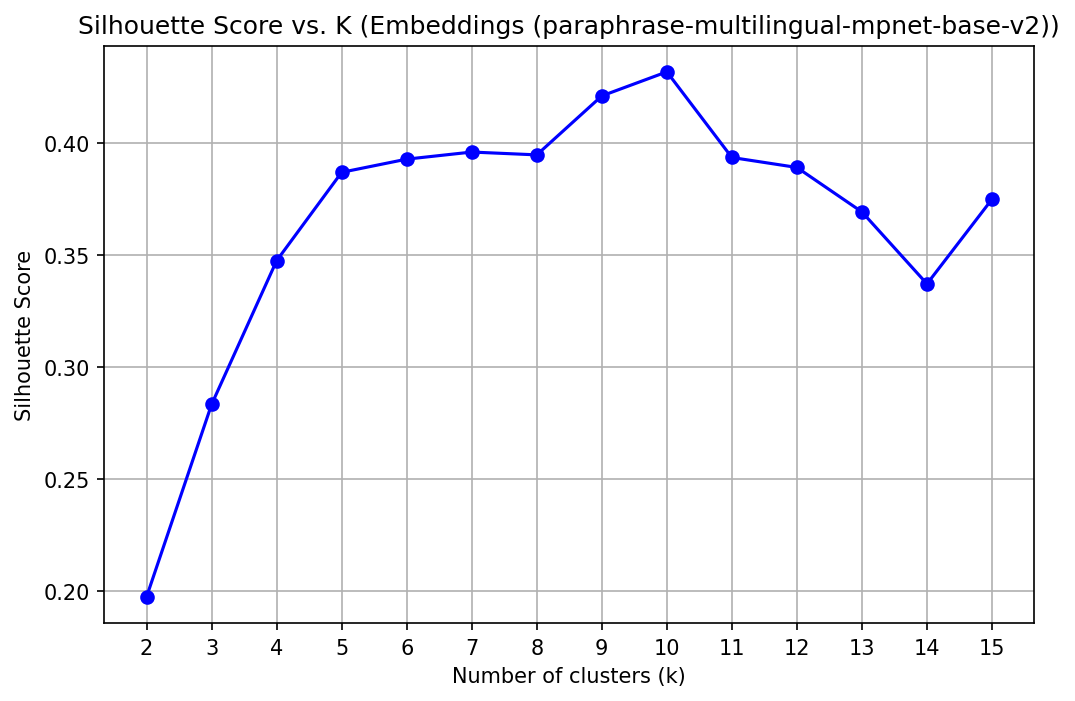 Silhouette Score vs. K (Embeddings (paraphrase-multilingual-mpnet-base-v2))
Silhouette Score
0.40
0.35
0.30
0.25
0.20
2 3 4 5 6 7 8 9 10 11 12 13 14 15
Number of clusters (k)